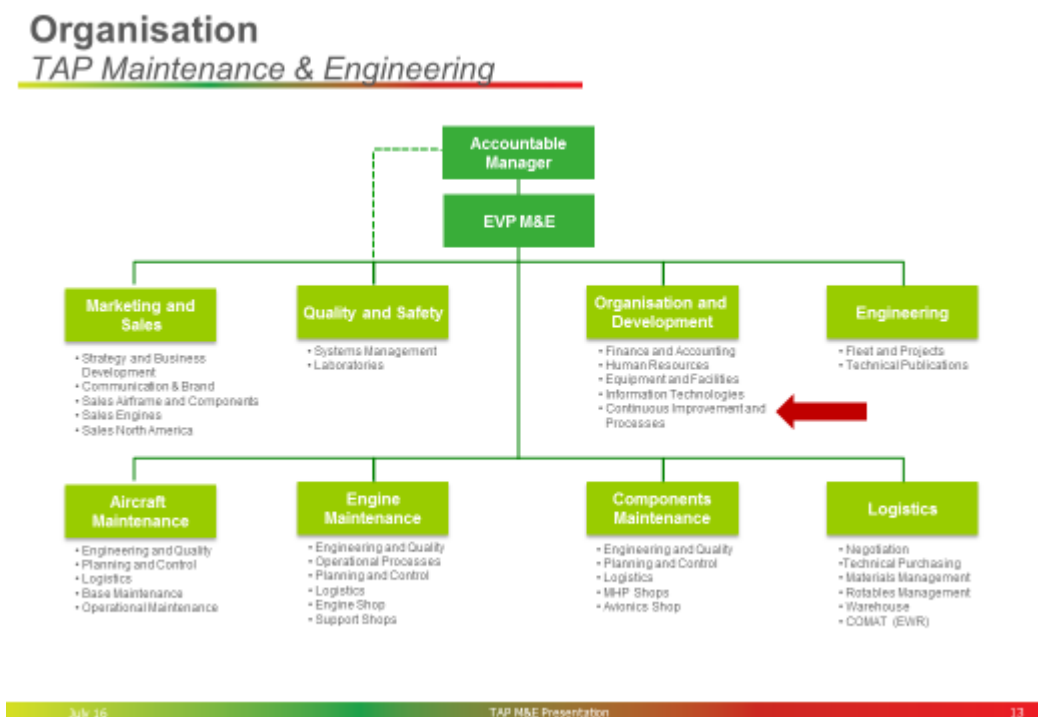 Organisation
TAP Maintenance & Engineering
Accountable
Manager
EVP M&E
Marketing and
Sales
• Strategy and Business
Development
• Communication & Brand
• Sales Airframe and Components
• Sales Engines
• Sales North America
Quality and Safety
• Systems Management
• Laboratories
Organisation and
Development
• Finance and Accounting
• Human Resources
• Equipment and Facilities
• Information Technologies
• Continuous Improvement and
Processes
Engineering
• Fleet and Projects
• Technical Publications
Aircraft
Maintenance
• Engineering and Quality
• Planning and Control
• Logistics
• Base Maintenance
• Operational Maintenance
Engine
Maintenance
• Engineering and Quality
• Operational Processes
• Planning and Control
• Logistics
• Engine Shop
• Support Shops
Components
Maintenance
• Engineering and Quality
• Planning and Control
• Logistics
• MHP Shops
• Avionics Shop
Logistics
• Negotiation
•Technical Purchasing
• Materials Management
• Rotables Management
• Warehouse
• COMAT (EWR)
July 16
TAP M&E Presentation
13